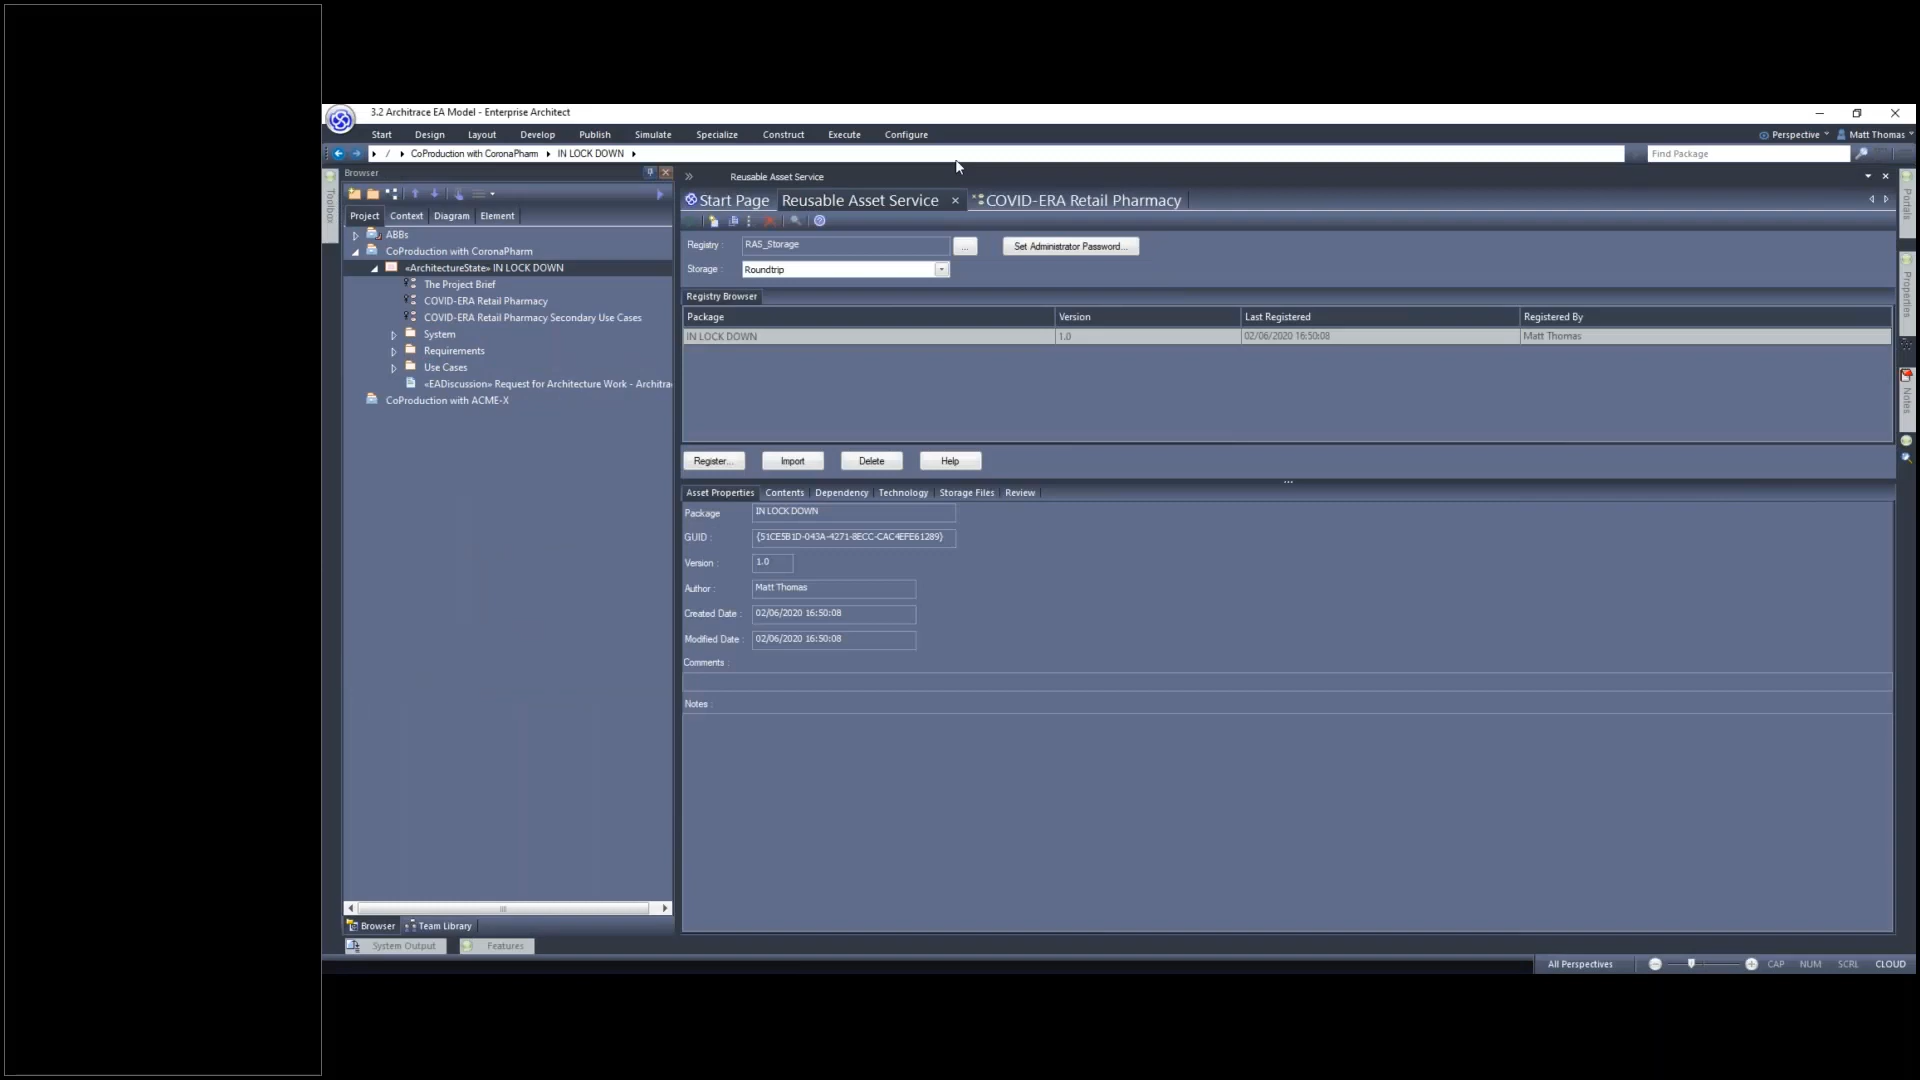 3.2 Architrace EA Model - Enterprise Architect
Start Design Layout Develop Publish Simulate Specialize Construct Execute Configure Perspective Matt Thomas
/ CoProduction with CoronaPharm IN LOCK DOWN Find Package
Browser
Reusable Asset Service
Toolbox
Portals
Start Page Reusable Asset Service COVID-ERA Retail Pharmacy
Project Context Diagram Element
ABBs
CoProduction with CoronaPharm
«ArchitectureState» IN LOCK DOWN
The Project Brief
COVID-ERA Retail Pharmacy
COVID-ERA Retail Pharmacy Secondary Use Cases
System
Requirements
Use Cases
«EADiscussion» Request for Architecture Work - Architra
CoProduction with ACME-X
Registry : RAS_Storage ... Set Administrator Password...
Storage : Roundtrip
Properties
Registry Browser
Package Version Last Registered Registered By
IN LOCK DOWN 1.0 02/06/2020 16:50:08 Matt Thomas
Notes
Register... Import Delete Help
Asset Properties Contents Dependency Technology Storage Files Review
Package IN LOCK DOWN
GUID : {51CE5B1D-043A-4271-8ECC-CAC4EFE61289}
Version : 1.0
Author : Matt Thomas
Created Date : 02/06/2020 16:50:08
Modified Date : 02/06/2020 16:50:08
Comments :
Notes :
Browser Team Library
System Output Features
All Perspectives CAP NUM SCRL CLOUD